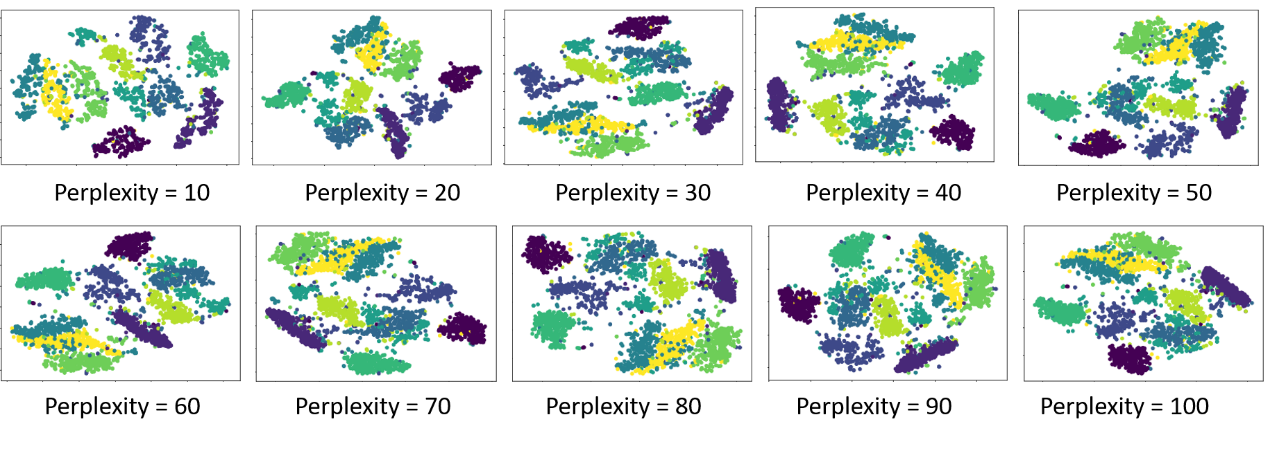 Perplexity = 10
Perplexity = 20
Perplexity = 30
Perplexity = 40
Perplexity = 50
Perplexity = 60
Perplexity = 70
Perplexity = 80
Perplexity = 90
Perplexity = 100